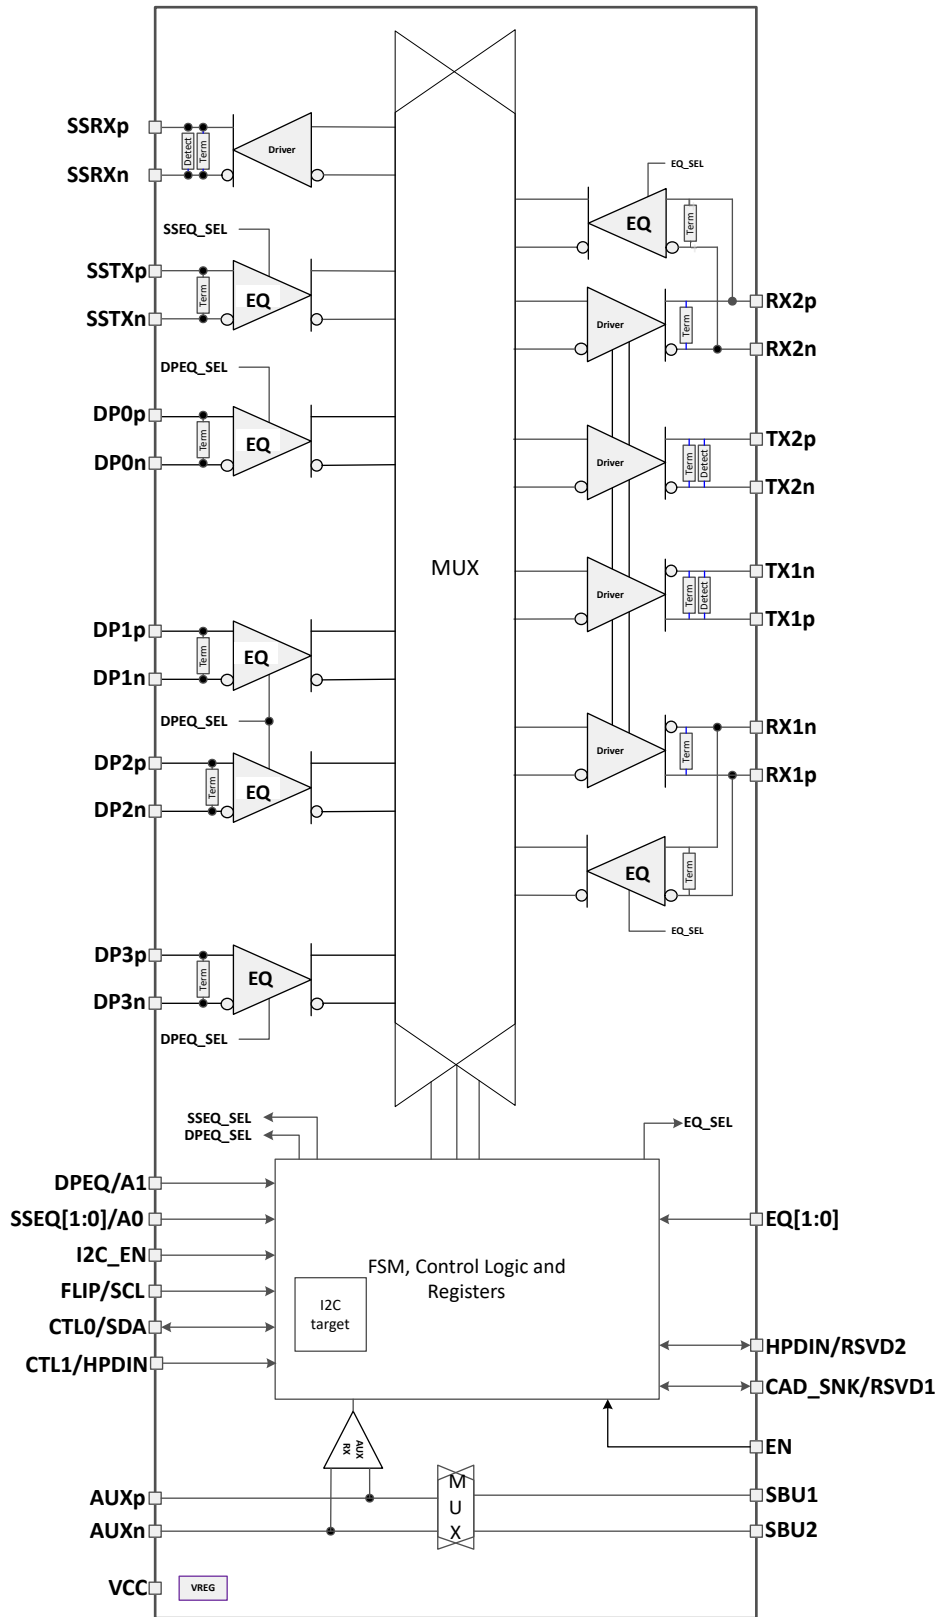 SSRXp
Detect
Term
Driver
SSRXn
EQ_SEL
SSEQ_SEL
EQ
Term
SSTXp
Term
EQ
RX2p
SSTXn
Driver
Term
RX2n
DPEQ_SEL
DP0p
Term
EQ
TX2p
DP0n
Driver
Term
Detect
TX2n
MUX
TX1n
Driver
Term
Detect
TX1p
DP1p
Term
EQ
DP1n
DPEQ_SEL
RX1n
Driver
Term
RX1p
DP2p
Term
EQ
DP2n
EQ
Term
EQ_SEL
DP3p
Term
EQ
DP3n
DPEQ_SEL
SSEQ_SEL
DPEQ_SEL
EQ_SEL
DPEQ/A1
SSEQ[1:0]/A0
EQ[1:0]
I2C_EN
FSM, Control Logic and
Registers
FLIP/SCL
I2C
target
CTL0/SDA
HPDIN/RSVD2
CTL1/HPDIN
CAD_SNK/RSVD1
AUX
RX
EN
AUXp
M
U
X
SBU1
AUXn
SBU2
VCC
VREG